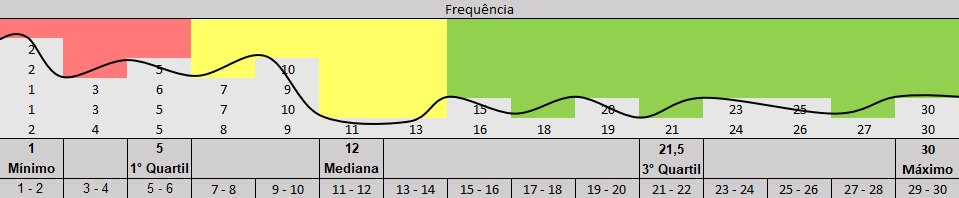 Frequência
2
2 5 10
1 3 6 7 9
1 3 5 7 10 15 20 23 25 30
2 4 5 8 9 11 13 16 18 19 21 24 26 27 30
1 5 12 21,5 30
Mínimo 1° Quartil Mediana 3° Quartil Máximo
1 - 2 3 - 4 5 - 6 7 - 8 9 - 10 11 - 12 13 - 14 15 - 16 17 - 18 19 - 20 21 - 22 23 - 24 25 - 26 27 - 28 29 - 30